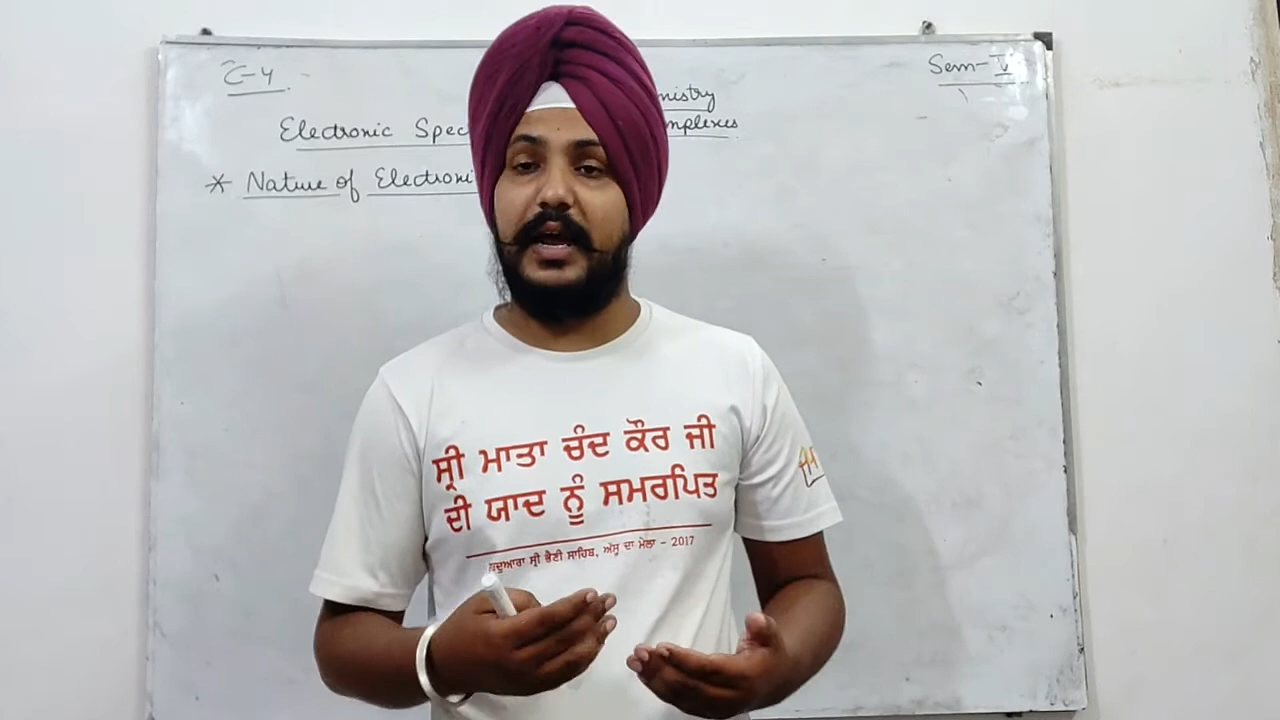 C-4
Sem-V
mistry
Electronic Spec mplexes
* Nature of Electroni
ਸ੍ਰੀ ਮਾਤਾ ਚੰਦ ਕੌਰ ਜੀ
ਦੀ ਯਾਦ ਨੂੰ ਸਮਰਪਿਤ
ਗੁਰਦੁਆਰਾ ਸ੍ਰੀ ਭੈਣੀ ਸਾਹਿਬ, ਅੱਸੂ ਦਾ ਮੇਲਾ - 2017